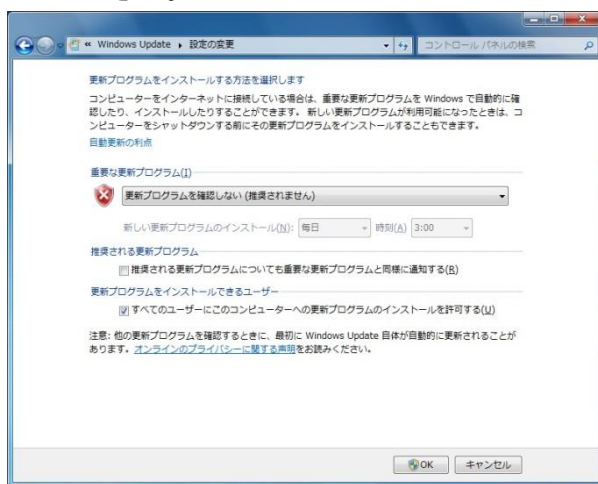 « Windows Update ▸ 設定の変更
コントロール パネルの検索
更新プログラムをインストールする方法を選択します
コンピューターをインターネットに接続している場合は、重要な更新プログラムを Windows で自動的に確
認したり、インストールしたりすることができます。 新しい更新プログラムが利用可能になったときは、コ
ンピューターをシャットダウンする前にその更新プログラムをインストールすることもできます。
自動更新の利点
重要な更新プログラム(I)
更新プログラムを確認しない (推奨されません)
新しい更新プログラムのインストール(N): 毎日 時刻(A) 3:00
推奨される更新プログラム
推奨される更新プログラムについても重要な更新プログラムと同様に通知する(R)
更新プログラムをインストールできるユーザー
すべてのユーザーにこのコンピューターへの更新プログラムのインストールを許可する(U)
注意: 他の更新プログラムを確認するときに、最初に Windows Update 自体が自動的に更新されることが
あります。オンラインのプライバシーに関する声明をお読みください。
OK キャンセル